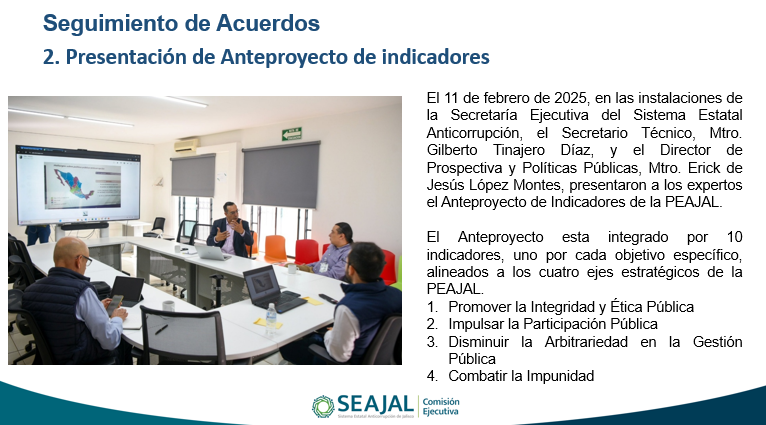 Seguimiento de Acuerdos
2. Presentación de Anteproyecto de indicadores
El 11 de febrero de 2025, en las instalaciones de
la Secretaría Ejecutiva del Sistema Estatal
Anticorrupción, el Secretario Técnico, Mtro.
Gilberto Tinajero Díaz, y el Director de
Prospectiva y Políticas Públicas, Mtro. Erick de
Jesús López Montes, presentaron a los expertos
el Anteproyecto de Indicadores de la PEAJAL.
El Anteproyecto esta integrado por 10
indicadores, uno por cada objetivo específico,
alineados a los cuatro ejes estratégicos de la
PEAJAL.
1. Promover la Integridad y Ética Pública
2. Impulsar la Participación Pública
3. Disminuir la Arbitrariedad en la Gestión
Pública
4. Combatir la Impunidad
SEAJAL
Sistema Estatal Anticorrupción de Jalisco
Comisión
Ejecutiva